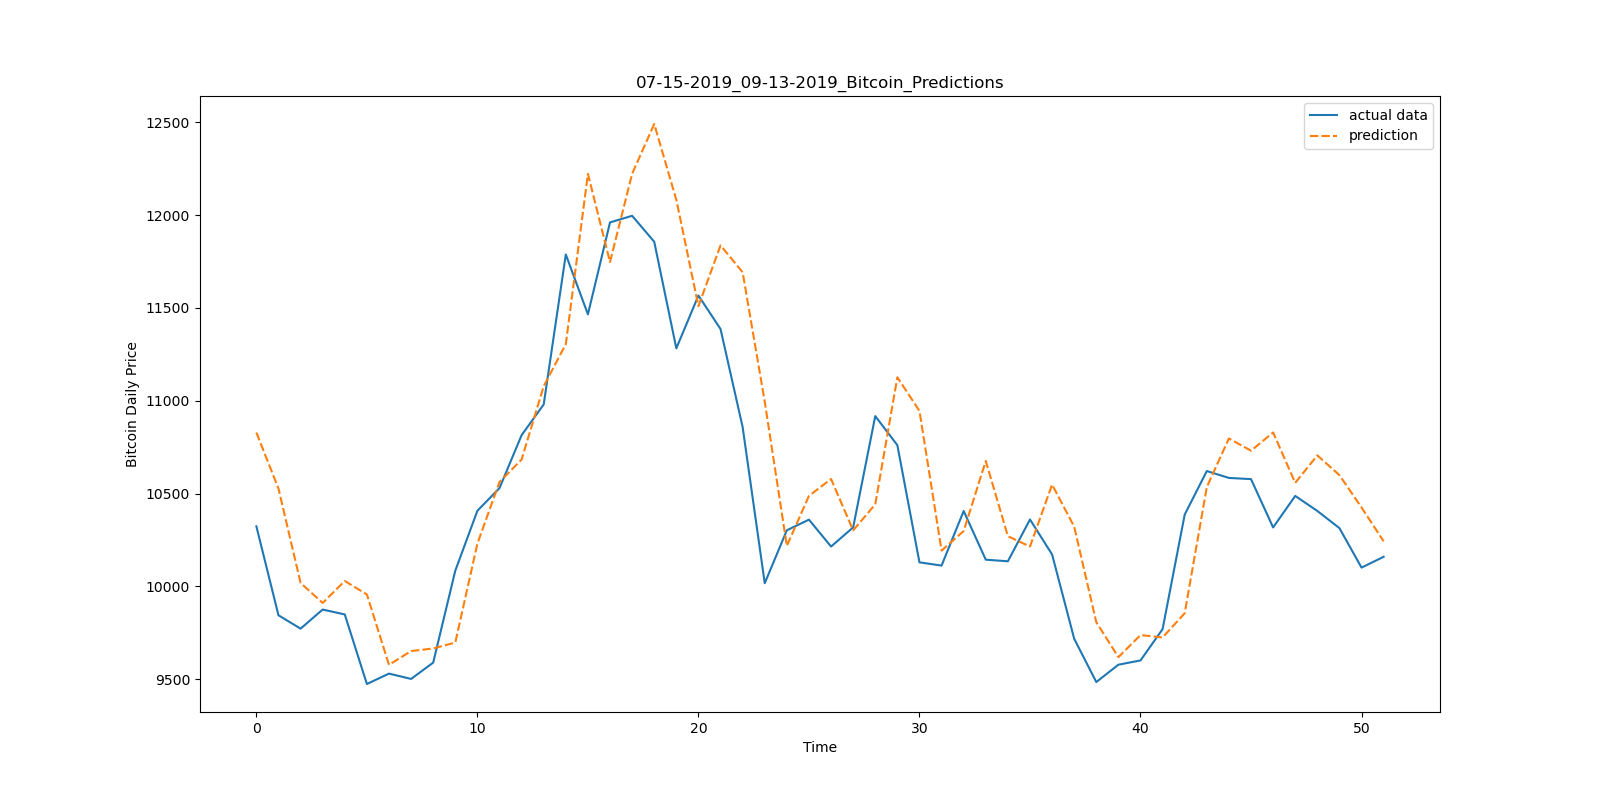 07-15-2019_09-13-2019_Bitcoin_Predictions
actual data
prediction
12500
12000
11500
11000
10500
10000
9500
Bitcoin Daily Price
0 10 20 30 40 50
Time